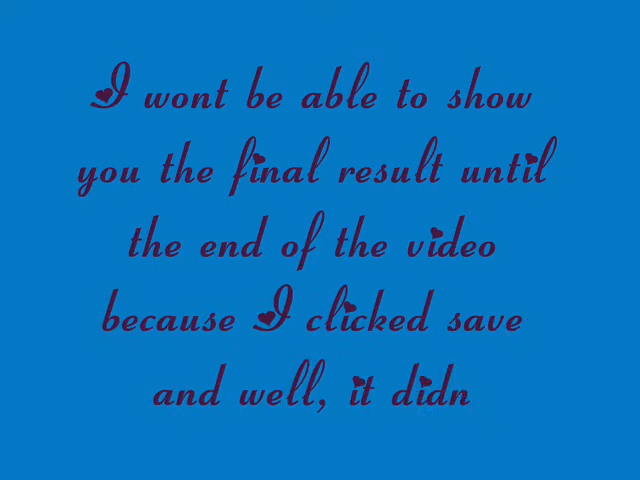 I wont be able to show
you the final result until
the end of the video
because I clicked save
and well, it didn